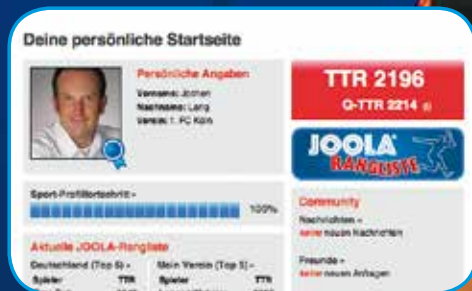 Deine persönliche Startseite
Persönliche Angaben
Vorname: Jochen
Nachname: Lang
Verein: 1. FC Köln
TTR 2196
Q-TTR 2214
JOOLA
RANGLISTE
Sport-Profilfortschritt »
100%
Community
Nachrichten »
keine neuen Nachrichten
Freunde »
keine neuen Anfragen
Aktuelle JOOLA-Rangliste
Deutschland (Top 5) »
Spieler TTR
Mein Verein (Top 5) »
Spieler TTR